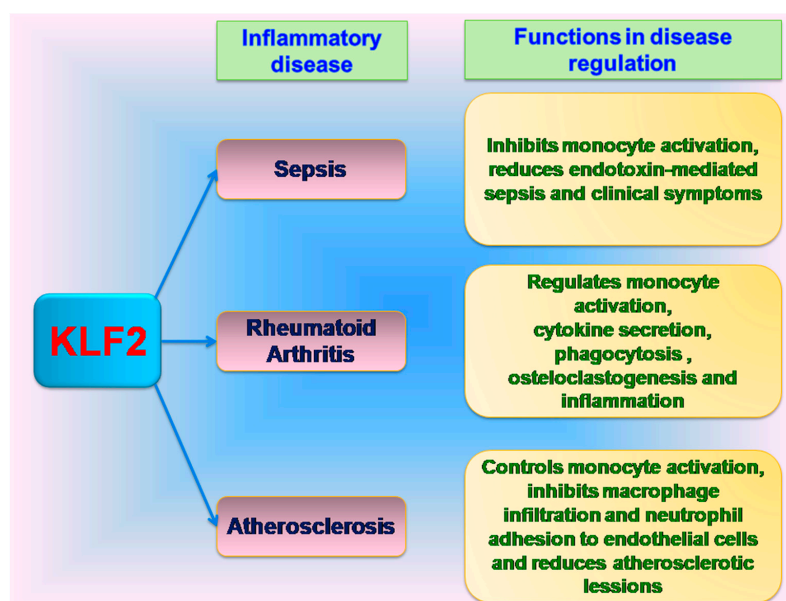 Inflammatory
disease
Functions in disease
regulation
Sepsis
Inhibits monocyte activation,
reduces endotoxin-mediated
sepsis and clinical symptoms
KLF2
Rheumatoid
Arthritis
Regulates monocyte
activation,
cytokine secretion,
phagocytosis ,
osteloclastogenesis and
inflammation
Atherosclerosis
Controls monocyte activation,
inhibits macrophage
infiltration and neutrophil
adhesion to endothelial cells
and reduces atherosclerotic
lessions